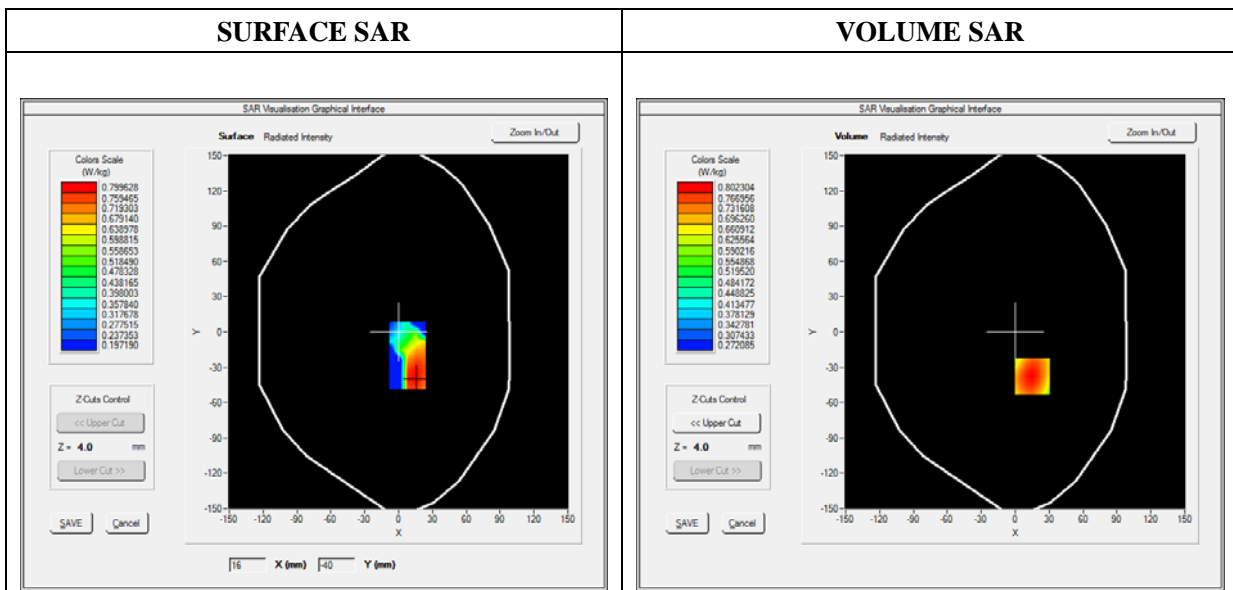 SURFACE SAR
SAR Visualisation Graphical Interface
Surface Radiated Intensity
Zoom In/Out
Colors Scale
(W/kg)
0.799628
0.759465
0.719303
0.679140
0.638978
0.598815
0.558653
0.518490
0.478328
0.438165
0.398003
0.357840
0.317678
0.277515
0.237353
0.197190
Z-Cuts Control
<< Upper Cut
Z = 4.0 mm
Lower Cut >>
SAVE Cancel
150
120
90
60
30
0
-30
-60
-90
-120
-150
Y
-150 -120 -90 -60 -30 0 30 60 90 120 150
X
16 X (mm) -40 Y (mm)
VOLUME SAR
SAR Visualisation Graphical Interface
Volume Radiated Intensity
Zoom In/Out
Colors Scale
(W/kg)
0.802304
0.766956
0.731608
0.696260
0.660912
0.625564
0.590216
0.554868
0.519520
0.484172
0.448825
0.413477
0.378129
0.342781
0.307433
0.272085
Z-Cuts Control
<< Upper Cut
Z = 4.0 mm
Lower Cut >>
SAVE Cancel
150
120
90
60
30
0
-30
-60
-90
-120
-150
Y
-150 -120 -90 -60 -30 0 30 60 90 120 150
X